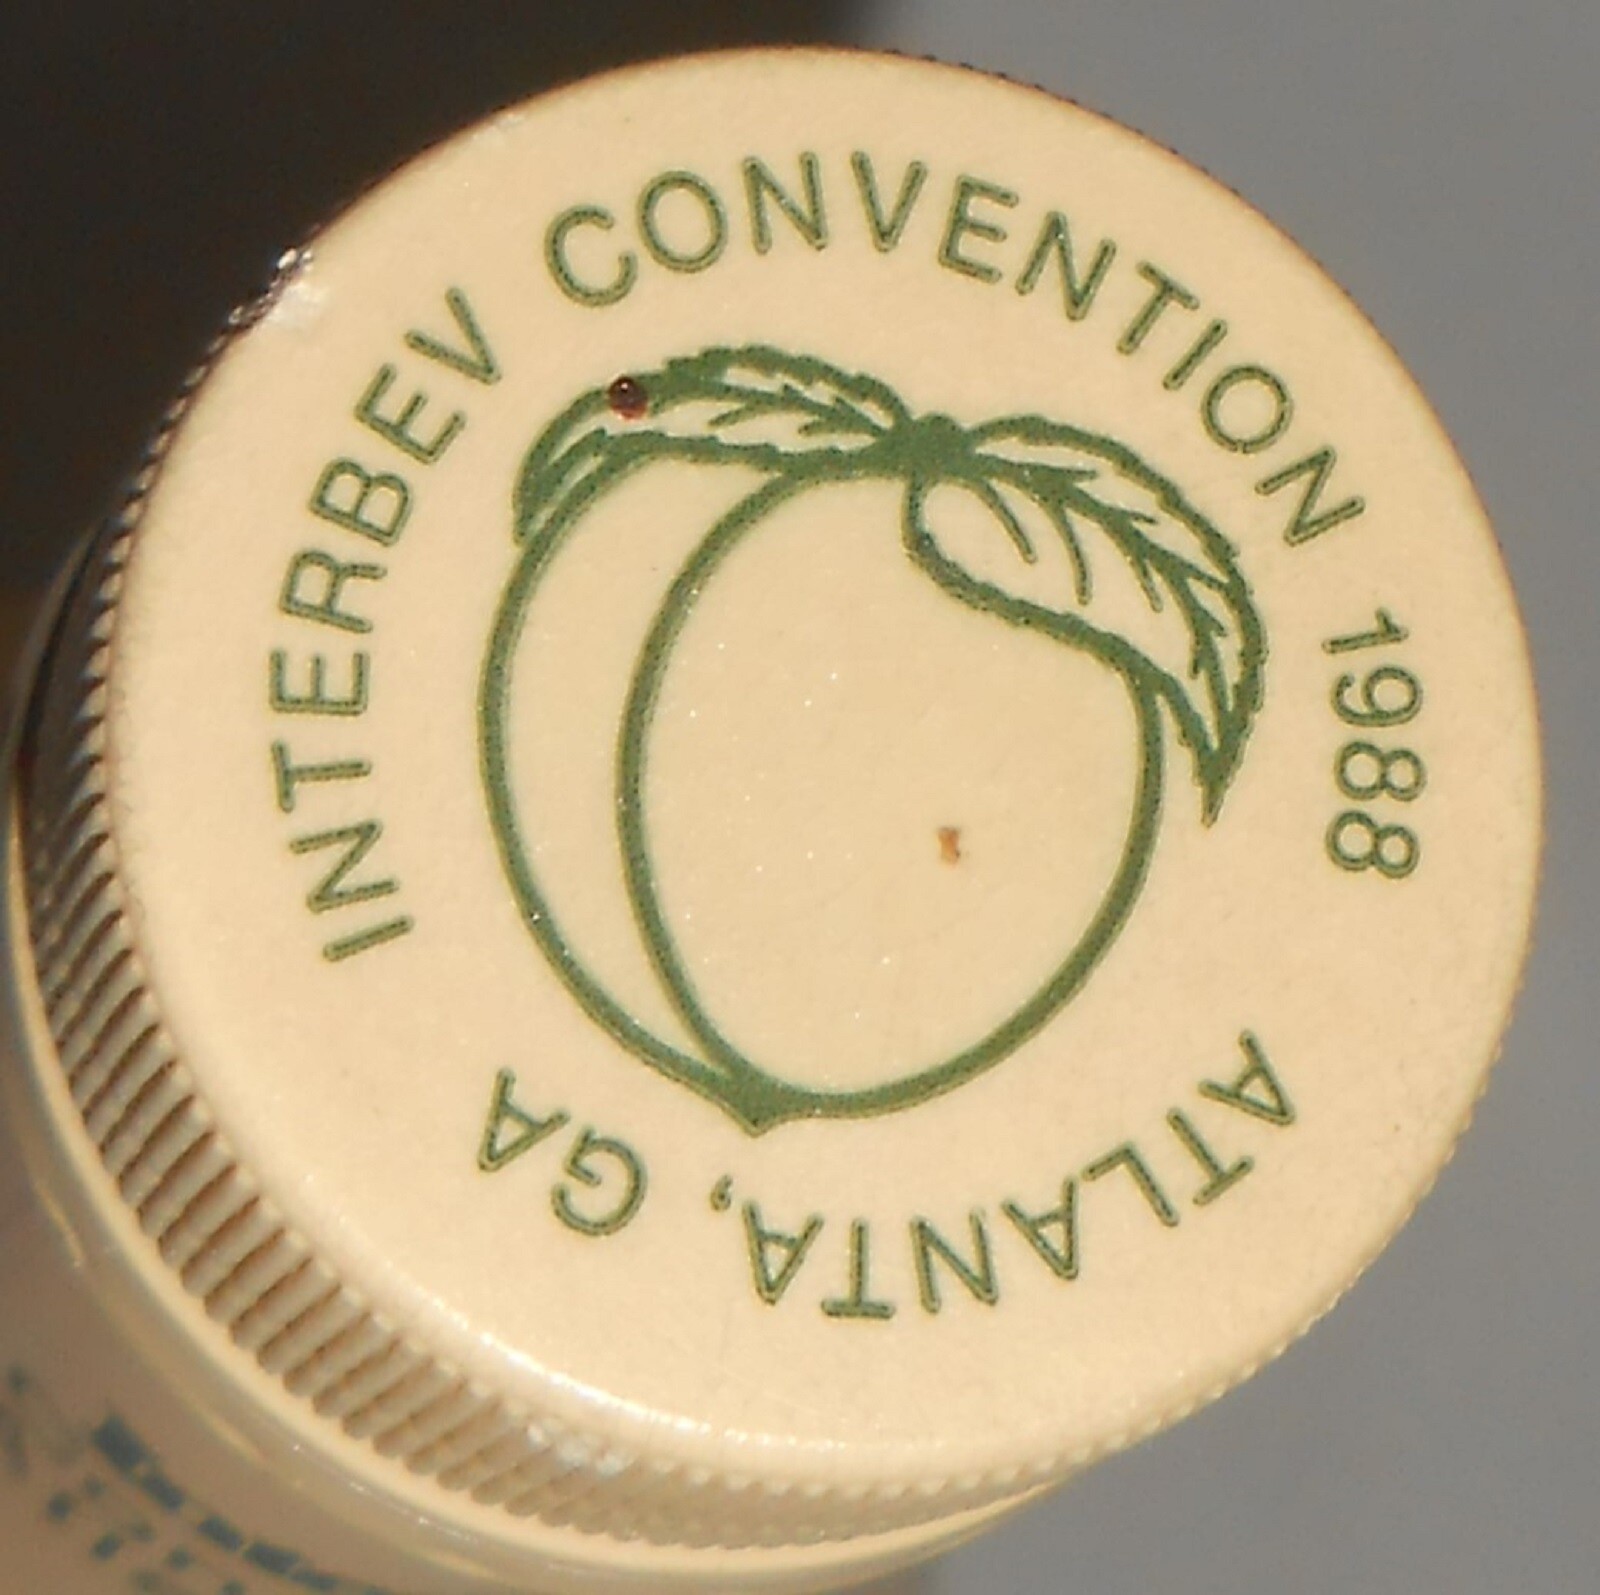 INTERBEV CONVENTION 1988
ATLANTA, GA